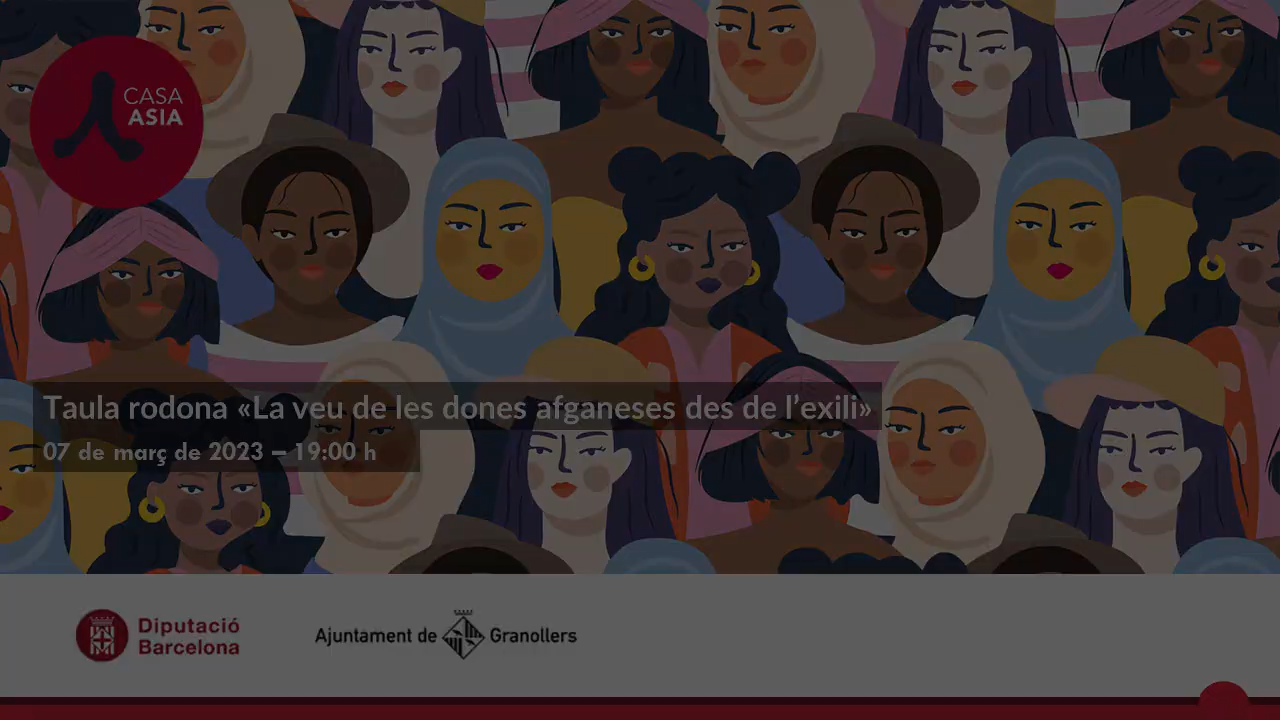 CASA
ASIA
Taula rodona «La veu de les dones afganeses des de l’exili»
07 de març de 2023 – 19:00 h
Diputació
Barcelona
Ajuntament de Granollers